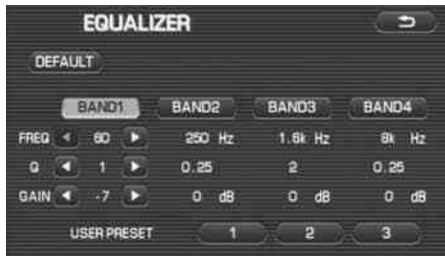 EQUALIZER
DEFAULT
BAND1 BAND2 BAND3 BAND4
FREQ 60 250 Hz 1.6k Hz 8k Hz
Q 1 0.25 2 0.25
GAIN -7 0 dB 0 dB 0 dB
USER PRESET 1 2 3